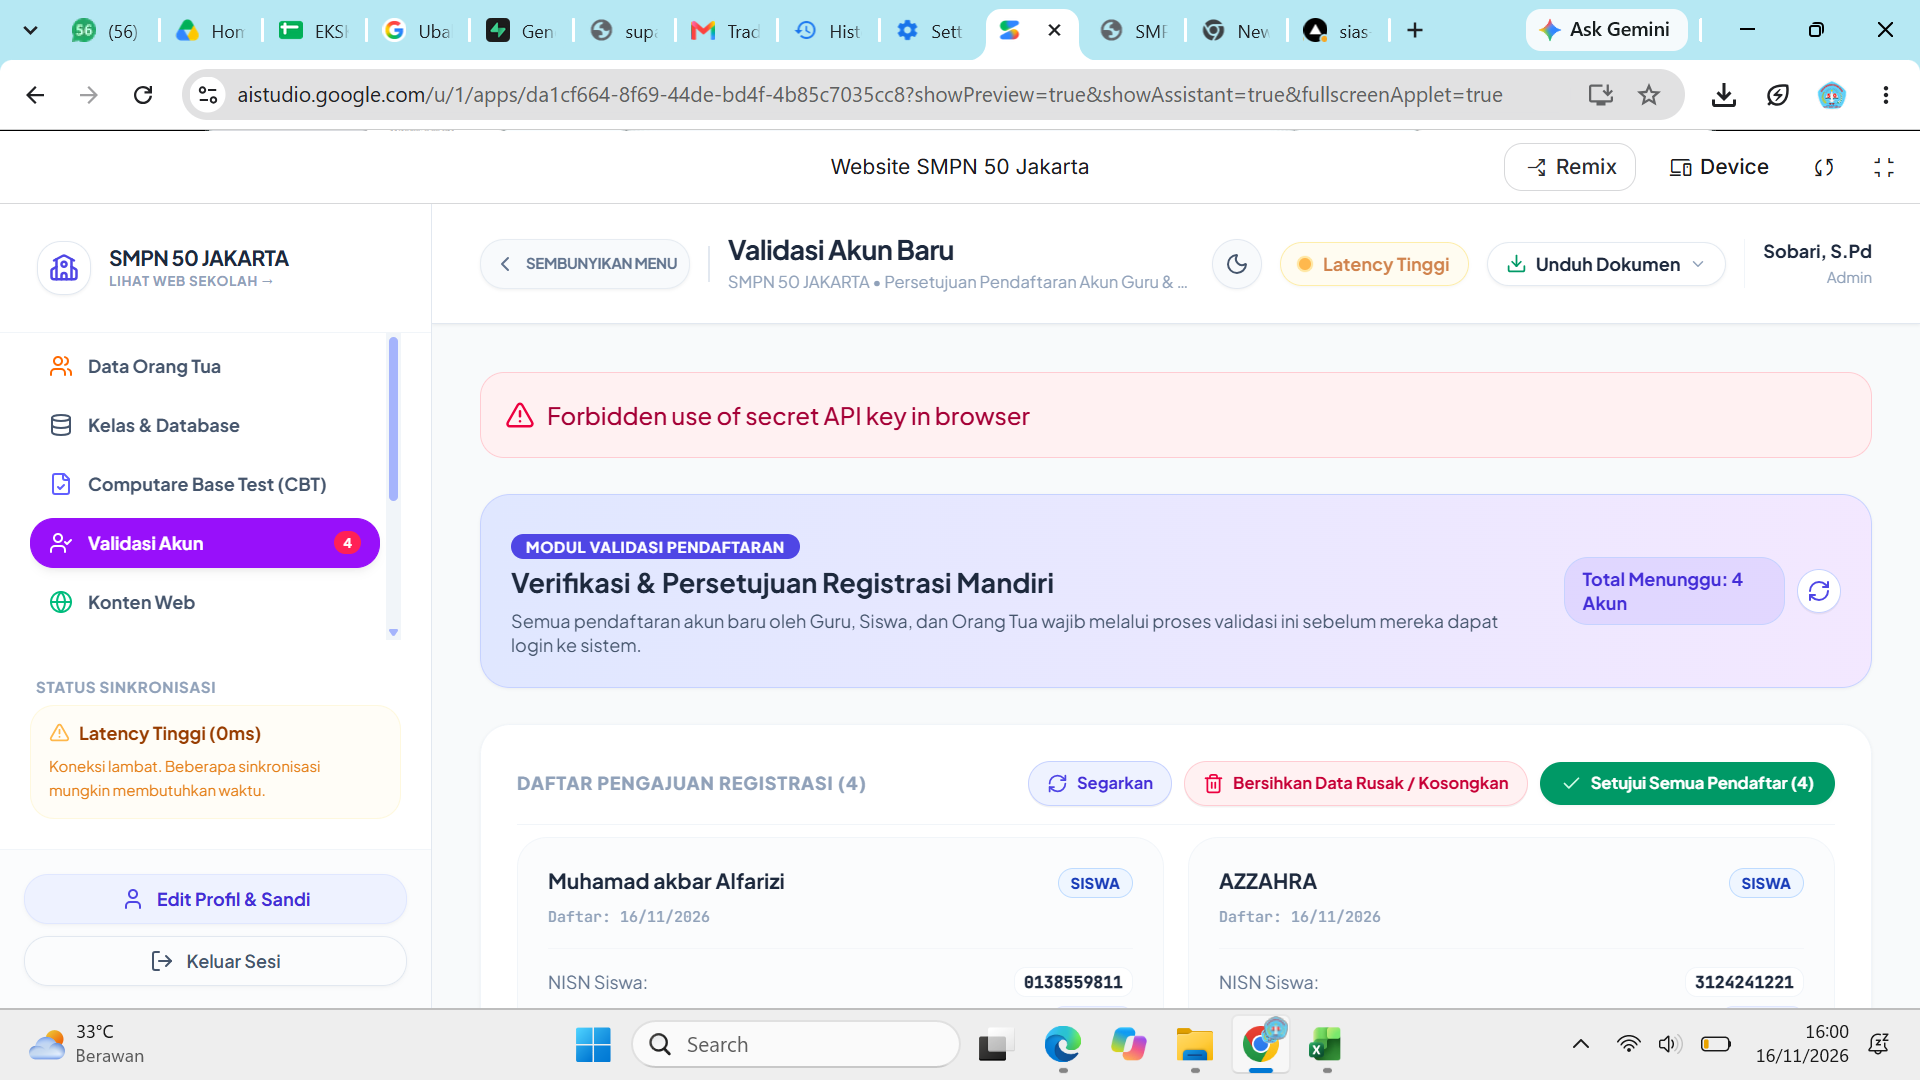 56
(56)
Hom
EKSI
Uba
Gen
supa
Trad
Hist
Sett
SMP
New
sias-
Ask Gemini
aistudio.google.com/u/1/apps/da1cf664-8f69-44de-bd4f-4b85c7035cc8?showPreview=true&showAssistant=true&fullscreenApplet=true
Website SMPN 50 Jakarta
Remix
Device
SMPN 50 JAKARTA
LIHAT WEB SEKOLAH →
Data Orang Tua
Kelas & Database
Computare Base Test (CBT)
Validasi Akun
4
Konten Web
STATUS SINKRONISASI
Latency Tinggi (0ms)
Koneksi lambat. Beberapa sinkronisasi
mungkin membutuhkan waktu.
Edit Profil & Sandi
Keluar Sesi
SEMBUNYIKAN MENU
Validasi Akun Baru
SMPN 50 JAKARTA • Persetujuan Pendaftaran Akun Guru & ...
Latency Tinggi
Unduh Dokumen
Sobari, S.Pd
Admin
Forbidden use of secret API key in browser
MODUL VALIDASI PENDAFTARAN
Verifikasi & Persetujuan Registrasi Mandiri
Semua pendaftaran akun baru oleh Guru, Siswa, dan Orang Tua wajib melalui proses validasi ini sebelum mereka dapat
login ke sistem.
Total Menunggu: 4
Akun
DAFTAR PENGAJUAN REGISTRASI (4)
Segarkan
Bersihkan Data Rusak / Kosongkan
Setujui Semua Pendaftar (4)
Muhamad akbar Alfarizi
SISWA
Daftar: 16/11/2026
NISN Siswa:
0138559811
AZZAHRA
SISWA
Daftar: 16/11/2026
NISN Siswa:
3124241221
33°C
Berawan
Search
16:00
16/11/2026